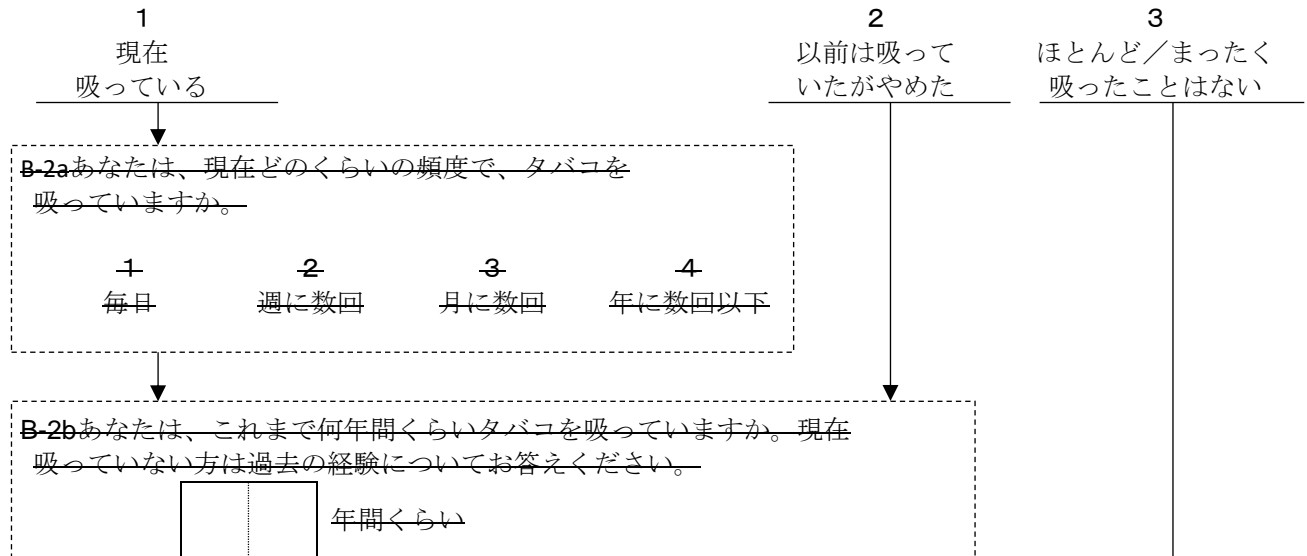 1
現在
吸っている
2
以前は吸って
いたがやめた
3
ほとんど／まったく
吸ったことはない
B-2aあなたは、現在どのくらいの頻度で、タバコを
吸っていますか。
1 2 3 4
毎日 週に数回 月に数回 年に数回以下
B-2bあなたは、これまで何年間くらいタバコを吸っていますか。現在
吸っていない方は過去の経験についてお答えください。
年間くらい